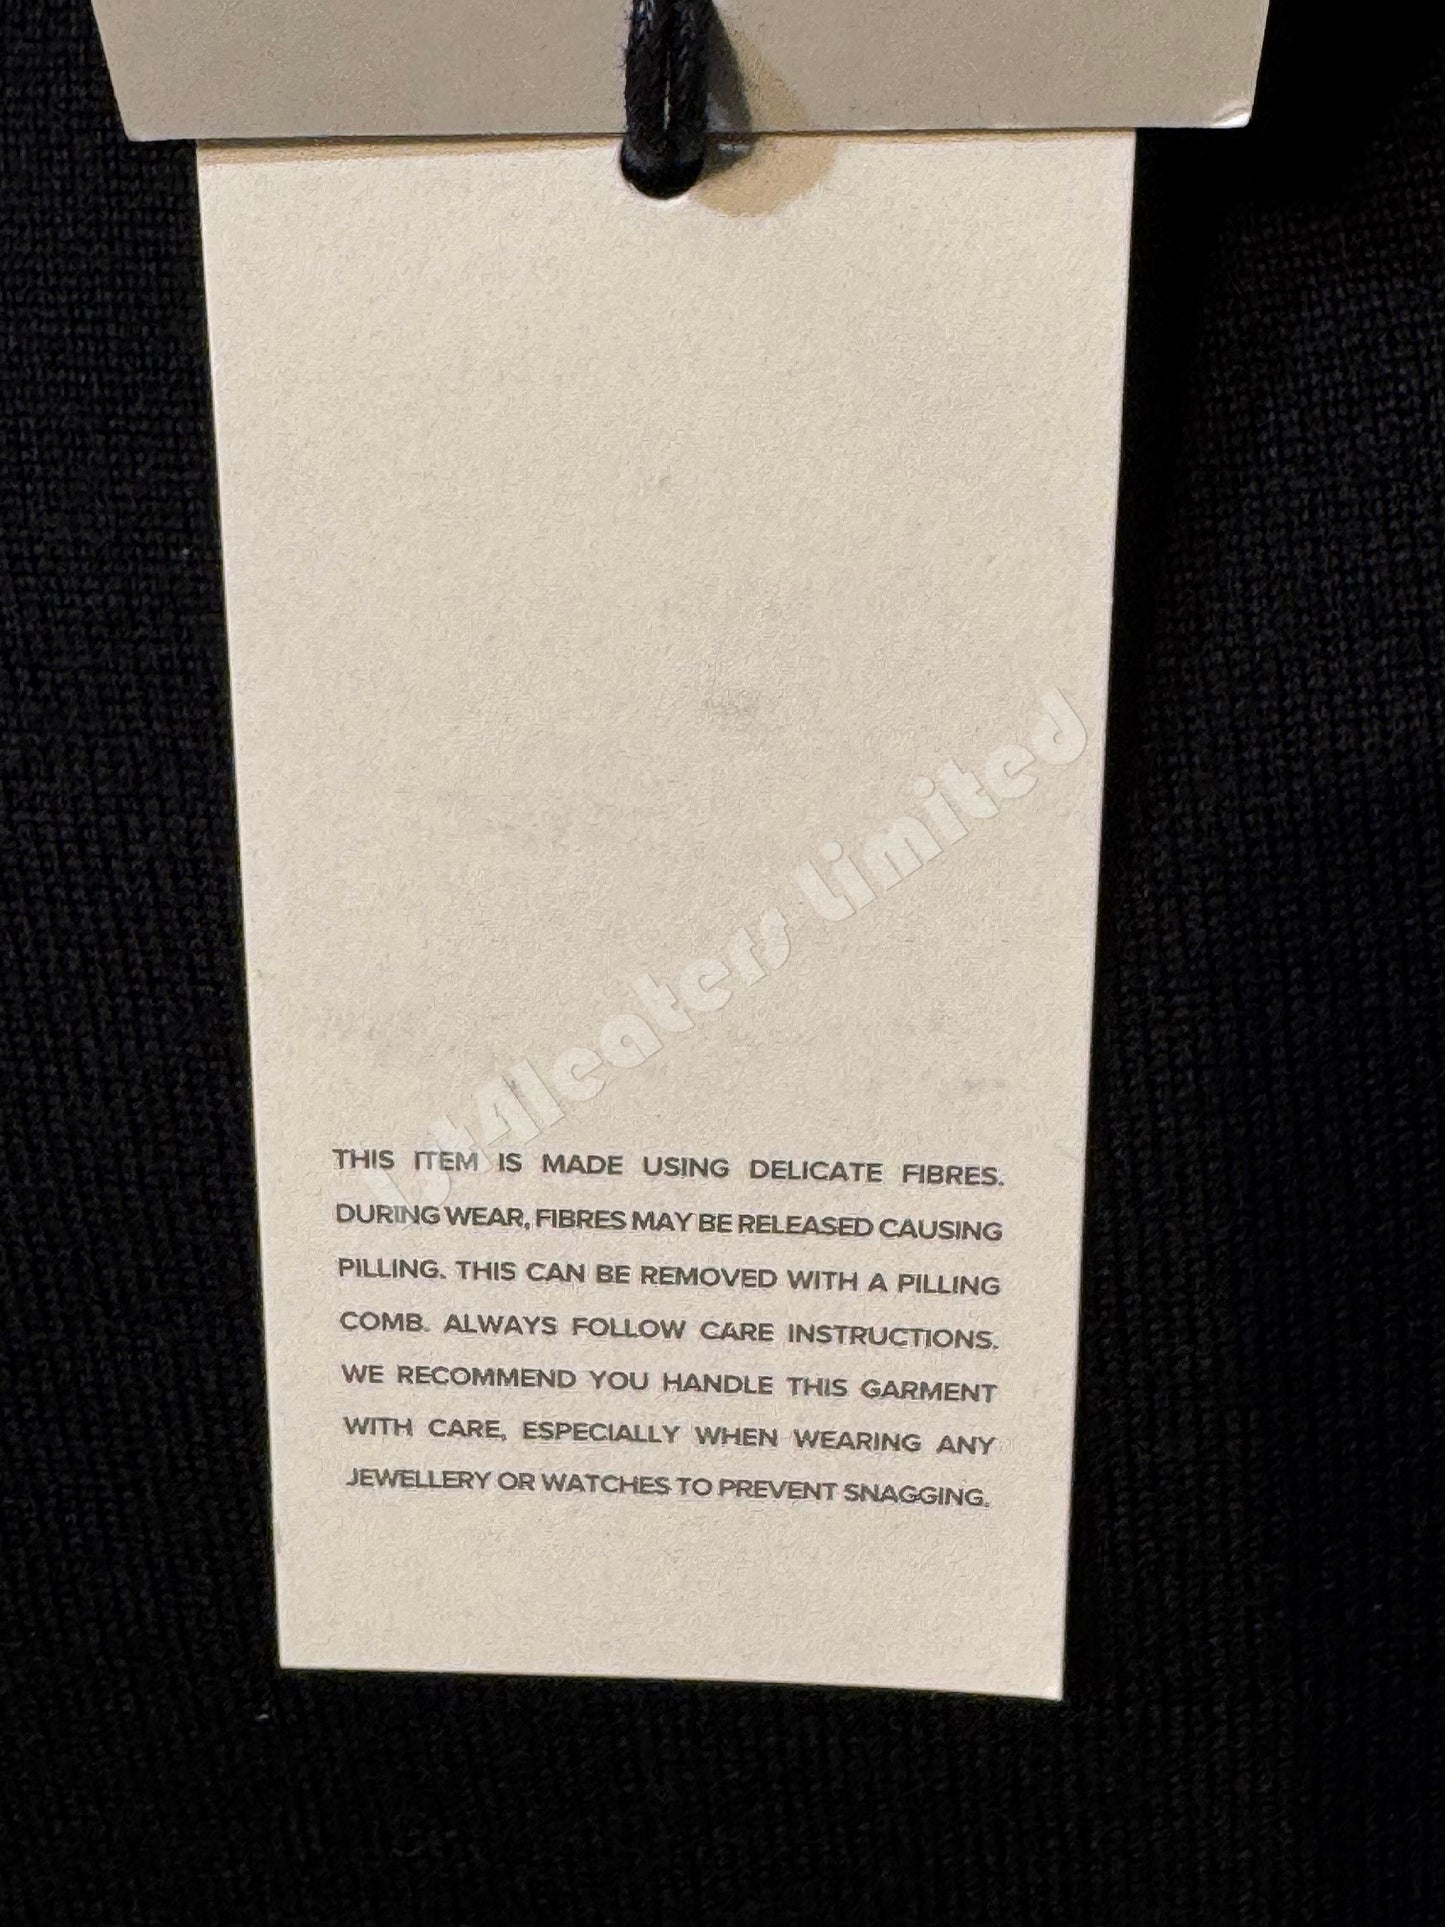 1st4leaters limited
THIS ITEM IS MADE USING DELICATE FIBRES.
DURING WEAR, FIBRES MAY BE RELEASED CAUSING
PILLING. THIS CAN BE REMOVED WITH A PILLING
COMB. ALWAYS FOLLOW CARE INSTRUCTIONS.
WE RECOMMEND YOU HANDLE THIS GARMENT
WITH CARE, ESPECIALLY WHEN WEARING ANY
JEWELLERY OR WATCHES TO PREVENT SNAGGING.